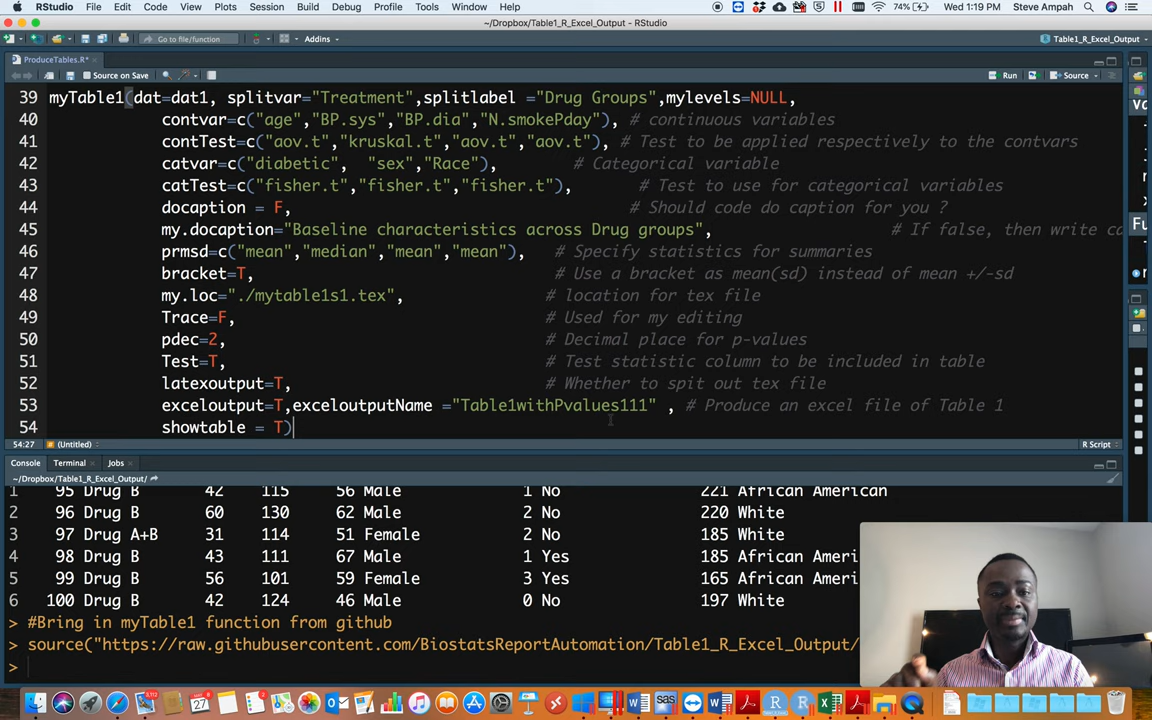 RStudio File Edit Code View Plots Session Build Debug Profile Tools Window Help 74% Wed 1:19 PM Steve Ampah
~/Dropbox/Table1_R_Excel_Output - RStudio
Go to file/function Addins Table1_R_Excel_Output
ProduceTables.R*
Source on Save Run Source
39 myTable1(dat=dat1, splitvar="Treatment",splitlabel ="Drug Groups",mylevels=NULL,
40 contvar=c("age","BP.sys","BP.dia","N.smokePday"), # continuous variables
41 contTest=c("aov.t","kruskal.t","aov.t","aov.t"), # Test to be applied respectively to the contvars
42 catvar=c("diabetic", "sex","Race"), # Categorical variable
43 catTest=c("fisher.t","fisher.t","fisher.t"), # Test to use for categorical variables
44 docaption = F, # Should code do caption for you ?
45 my.docaption="Baseline characteristics across Drug groups", # If false, then write ca
46 prmsd=c("mean","median","mean","mean"), # Specify statistics for summaries
47 bracket=T, # Use a bracket as mean(sd) instead of mean +/-sd
48 my.loc="./mytable1s1.tex", # location for tex file
49 Trace=F, # Used for my editing
50 pdec=2, # Decimal place for p-values
51 Test=T, # Test statistic column to be included in table
52 latexoutput=T, # Whether to spit out tex file
53 exceloutput=T,exceloutputName ="Table1withPvalues111" , # Produce an excel file of Table 1
54 showtable = T)
54:27 (Untitled) R Script
Console Terminal Jobs
~/Dropbox/Table1_R_Excel_Output/
1 95 Drug B 42 115 56 Male 1 No 221 African American
2 96 Drug B 60 130 62 Male 2 No 220 White
3 97 Drug A+B 31 114 51 Female 2 No 185 White
4 98 Drug B 43 111 67 Male 1 Yes 185 African Ameri
5 99 Drug B 56 101 59 Female 3 Yes 165 African Ameri
6 100 Drug B 42 124 46 Male 0 No 197 White
> #Bring in myTable1 function from github
> source("https://raw.githubusercontent.com/BiostatsReportAutomation/Table1_R_Excel_Output/
>